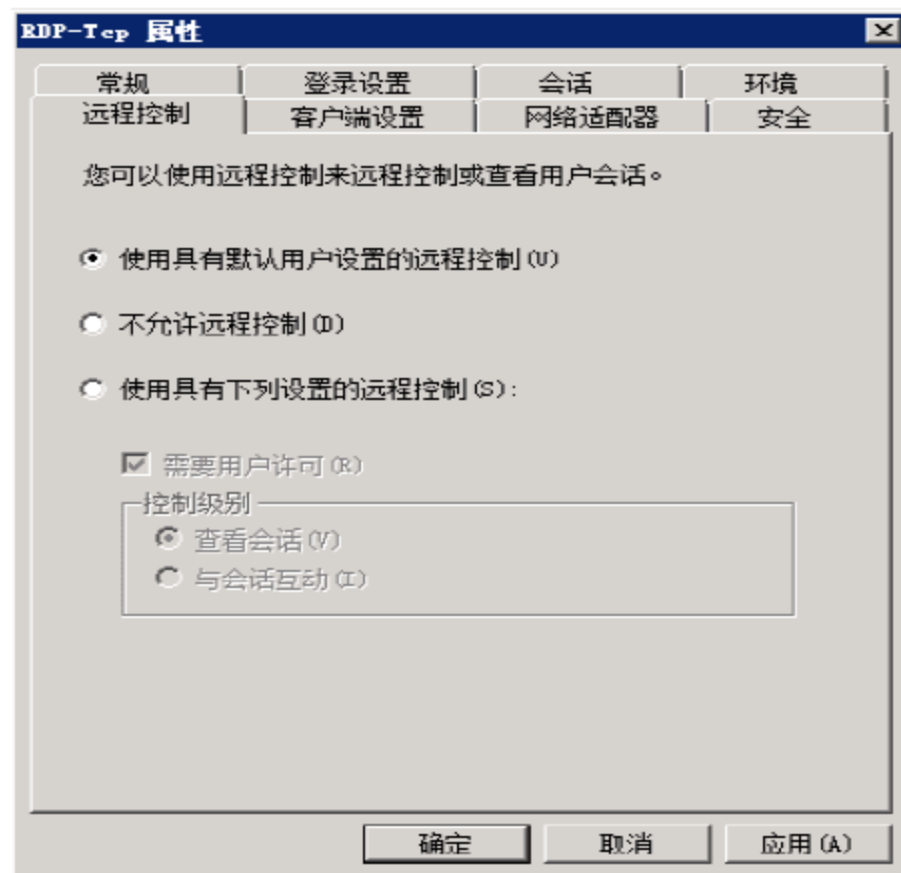 RDP-Tcp 属性
常规 登录设置 会话 环境
远程控制 客户端设置 网络适配器 安全
您可以使用远程控制来远程控制或查看用户会话。
使用具有默认用户设置的远程控制(U)
不允许远程控制(D)
使用具有下列设置的远程控制(S):
需要用户许可(R)
控制级别
查看会话(V)
与会话互动(I)
确定 取消 应用(A)